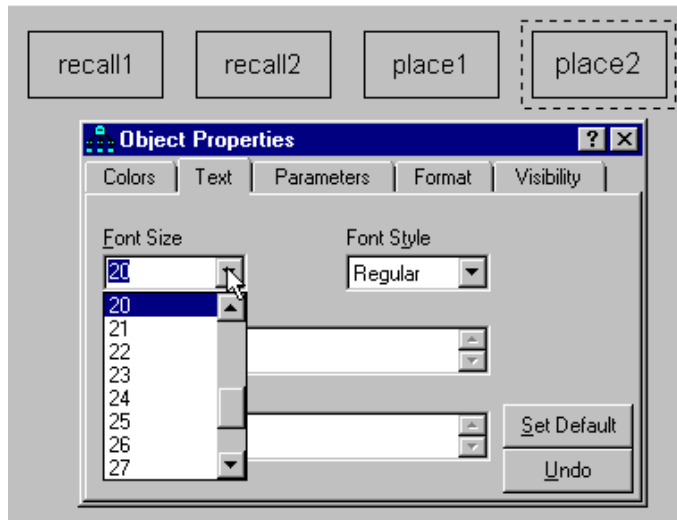 recall1 recall2 place1 place2
Object Properties
Colors Text Parameters Format Visibility
Font Size Font Style
20 Regular
20
21
22
23
24
25
26
27
Set Default
Undo